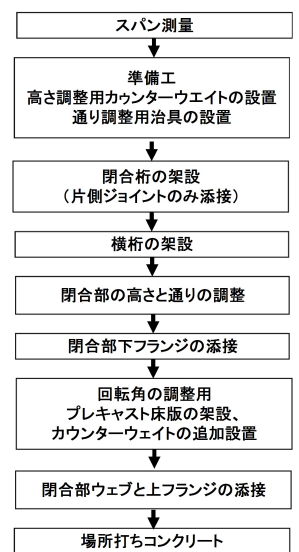 スパン測量
準備工
高さ調整用カゥンターウエイトの設置
通り調整用治具の設置
閉合桁の架設
（片側ジョイントのみ添接）
横桁の架設
閉合部の高さと通りの調整
閉合部下フランジの添接
回転角の調整用
プレキャスト床版の架設、
カウンターウェイトの追加設置
閉合部ウェブと上フランジの添接
場所打ちコンクリート